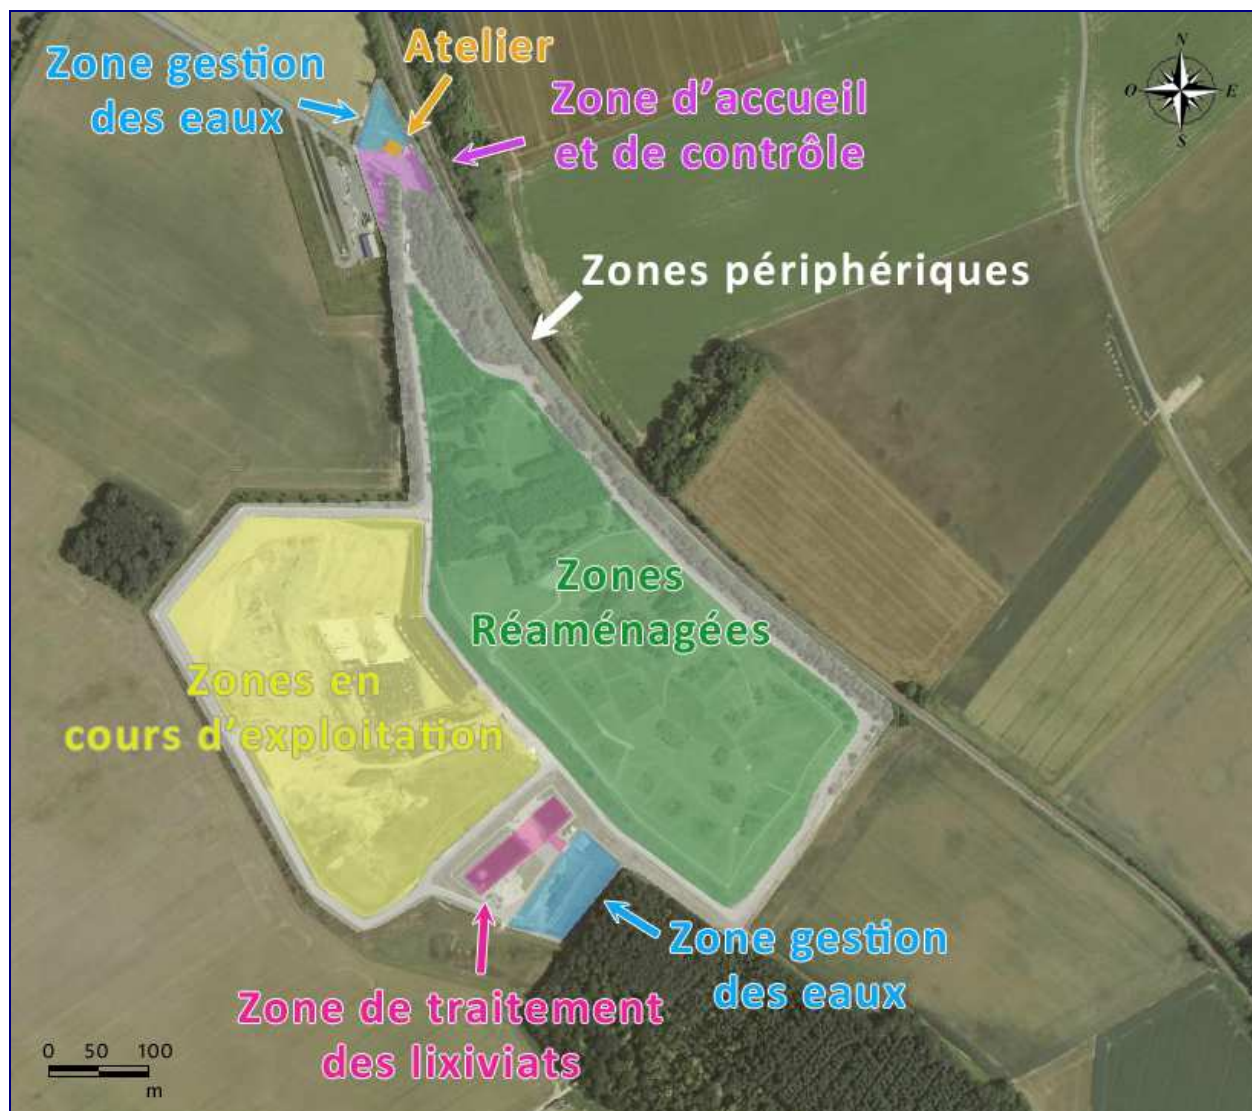 Atelier
Zone gestion
des eaux
Zone d'accueil
et de contrôle
N
O
E
S
Zones périphériques
Zones
Réaménagées
Zones en
cours d'exploitation
Zone gestion
des eaux
Zone de traitement
des lixiviats
0 50 100
m